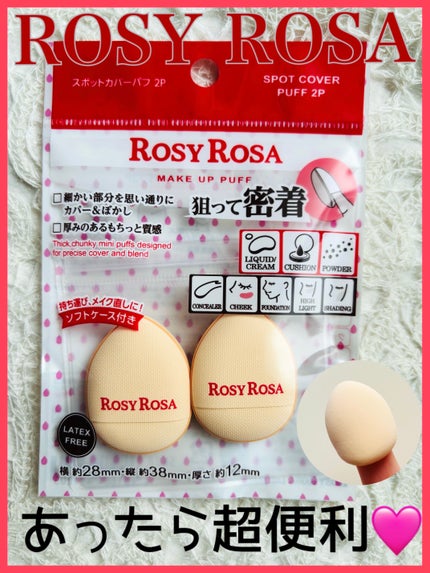 ROSY ROSA
スポットカバーパフ 2P
SPOT COVER
PUFF 2P
ROSY ROSA
MAKE UP PUFF
□細かい部分を思い通りに
カバー＆ぼかし
□厚みのあるもちっと質感
Thick,chunky mini puffs designed
for precise cover and blend
狙って密着
LIQUID/
CREAM
CUSHION
POWDER
CONCEALER
CHEEK
FOUNDATION
HIGH
LIGHT
SHADING
持ち運び、メイク直しに!
ソフトケース付き
ROSY ROSA
ROSY ROSA
LATEX
FREE
横 約28mm・縦 約38mm・厚さ 約12mm
あったら超便利🩷